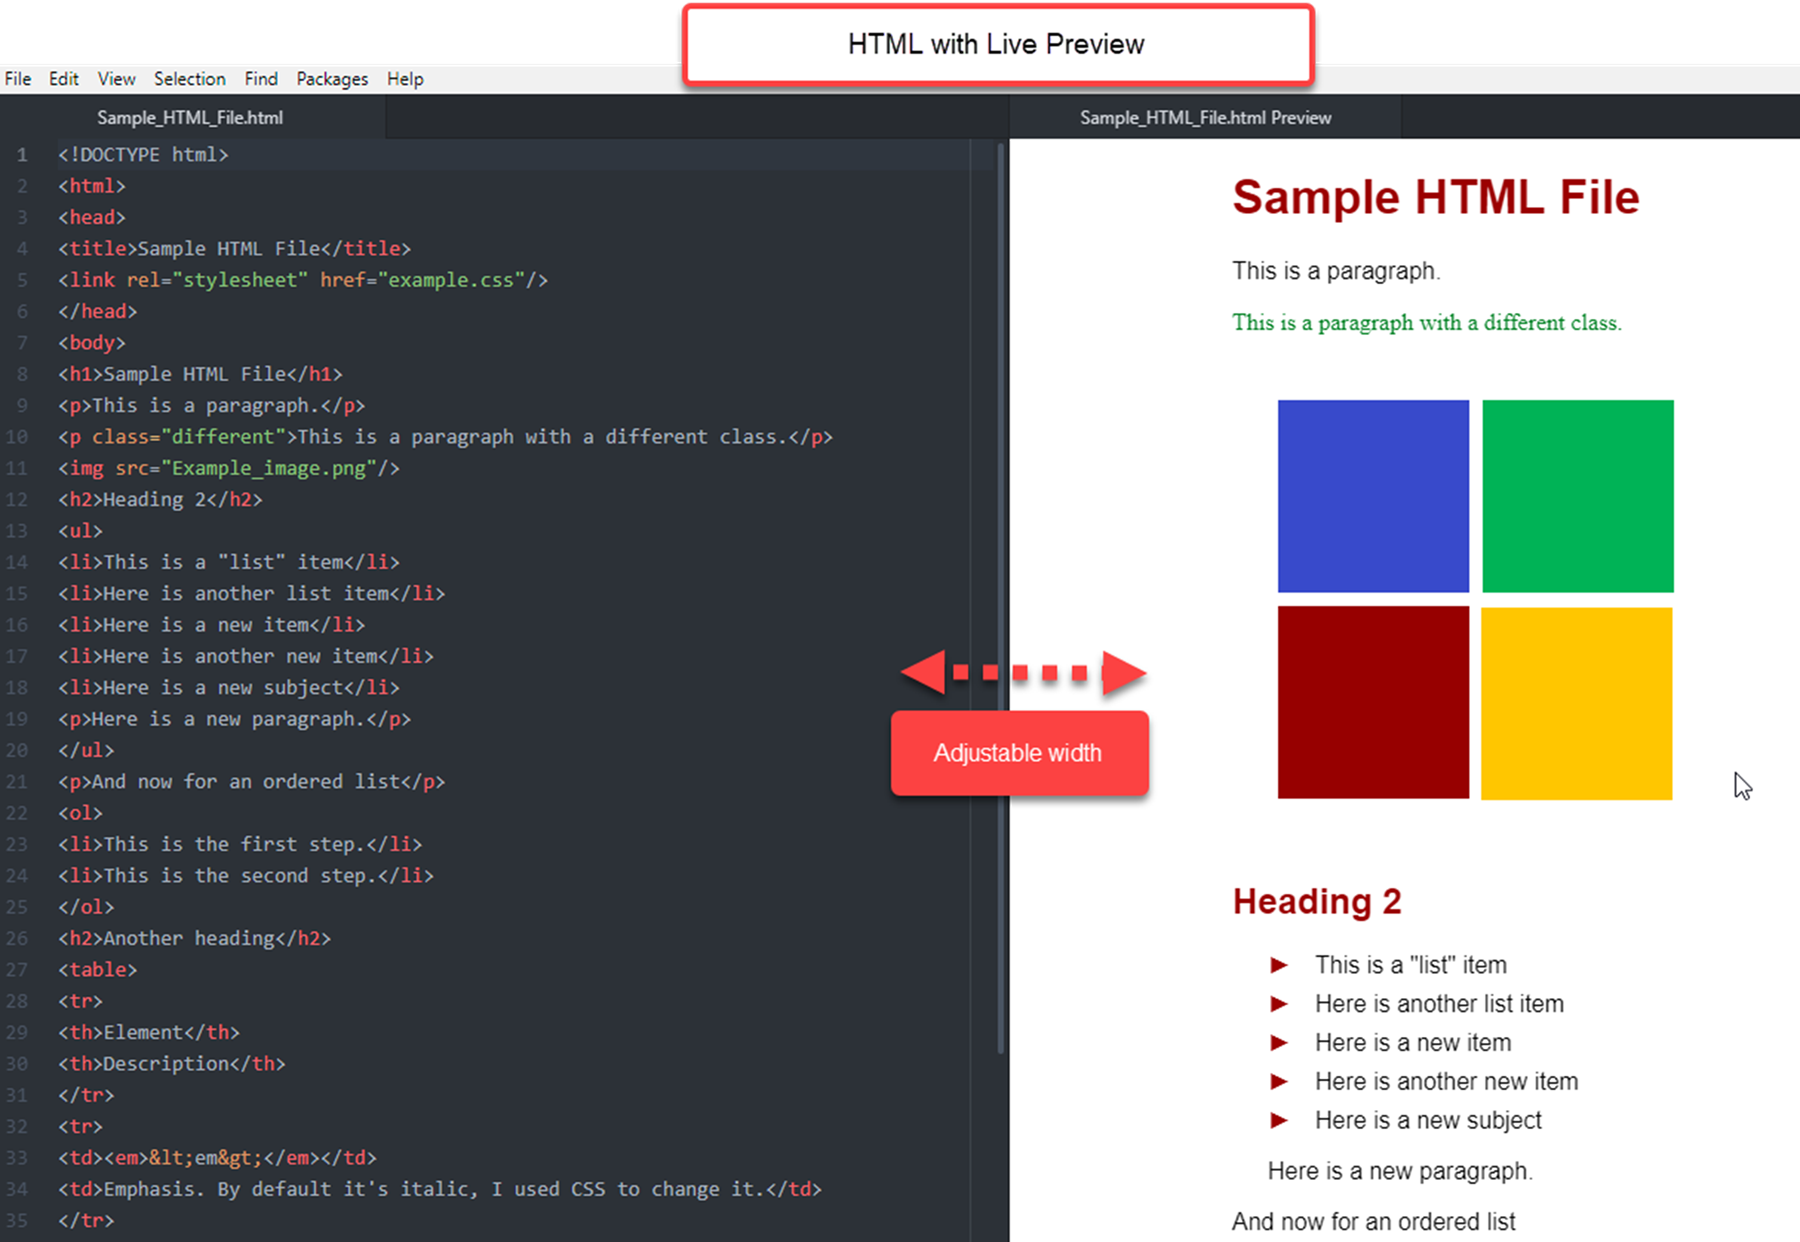 HTML with Live Preview
File Edit View Selection Find Packages Help
Sample_HTML_File.html
1 <!DOCTYPE html>
2 <html>
3 <head>
4 <title>Sample HTML File</title>
5 <link rel="stylesheet" href="example.css"/>
6 </head>
7 <body>
8 <h1>Sample HTML File</h1>
9 <p>This is a paragraph.</p>
10 <p class="different">This is a paragraph with a different class.</p>
11 <img src="Example_image.png"/>
12 <h2>Heading 2</h2>
13 <ul>
14 <li>This is a "list" item</li>
15 <li>Here is another list item</li>
16 <li>Here is a new item</li>
17 <li>Here is another new item</li>
18 <li>Here is a new subject</li>
19 <p>Here is a new paragraph.</p>
20 </ul>
21 <p>And now for an ordered list</p>
22 <ol>
23 <li>This is the first step.</li>
24 <li>This is the second step.</li>
25 </ol>
26 <h2>Another heading</h2>
27 <table>
28 <tr>
29 <th>Element</th>
30 <th>Description</th>
31 </tr>
32 <tr>
33 <td><em>&lt;em&gt;</em></td>
34 <td>Emphasis. By default it's italic, I used CSS to change it.</td>
35 </tr>
Adjustable width
Sample_HTML_File.html Preview
Sample HTML File
This is a paragraph.
This is a paragraph with a different class.
Heading 2
This is a "list" item
Here is another list item
Here is a new item
Here is another new item
Here is a new subject
Here is a new paragraph.
And now for an ordered list